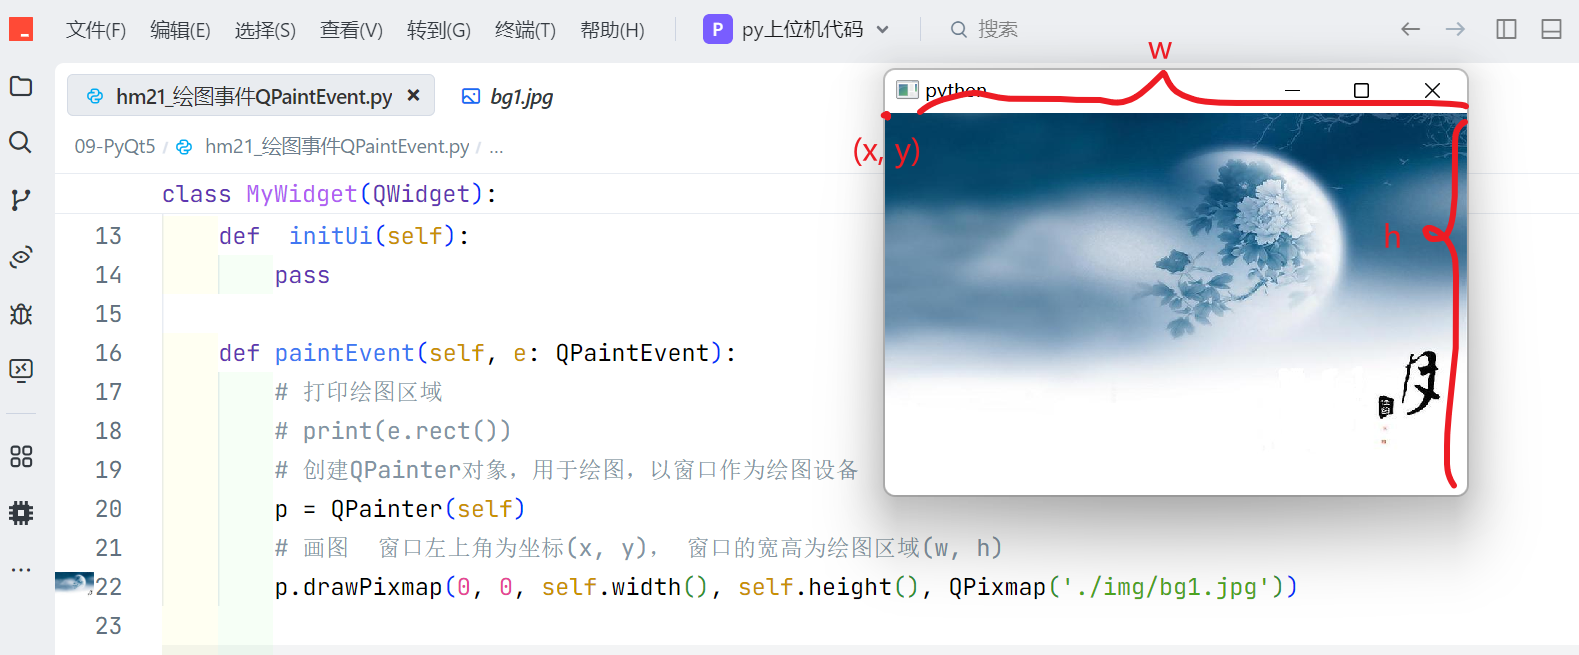 文件(F) 编辑(E) 选择(S) 查看(V) 转到(G) 终端(T) 帮助(H) P py上位机代码 搜索
hm21_绘图事件QPaintEvent.py bg1.jpg
09-PyQt5 / hm21_绘图事件QPaintEvent.py / ...
class MyWidget(QWidget):
13 def initUi(self):
14 pass
15
16 def paintEvent(self, e: QPaintEvent):
17 # 打印绘图区域
18 # print(e.rect())
19 # 创建QPainter对象，用于绘图，以窗口作为绘图设备
20 p = QPainter(self)
21 # 画图 窗口左上角为坐标(x, y)， 窗口的宽高为绘图区域(w, h)
22 p.drawPixmap(0, 0, self.width(), self.height(), QPixmap('./img/bg1.jpg'))
23
w
python
(x, y)
h
月